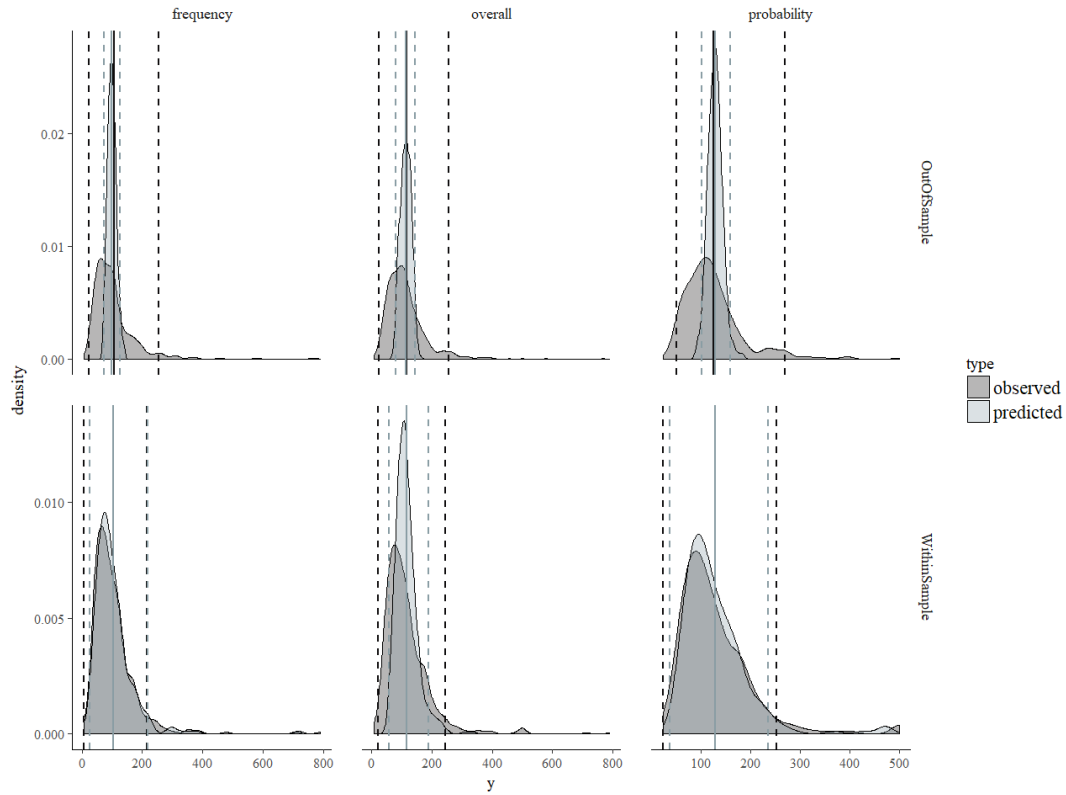 frequency
overall
probability
0.02
0.01
0.00
OutOfSample
density
0.010
0.005
0.000
WithinSample
0
200
400
600
800
0
200
400
600
800
100
200
300
400
500
y
type
observed
predicted